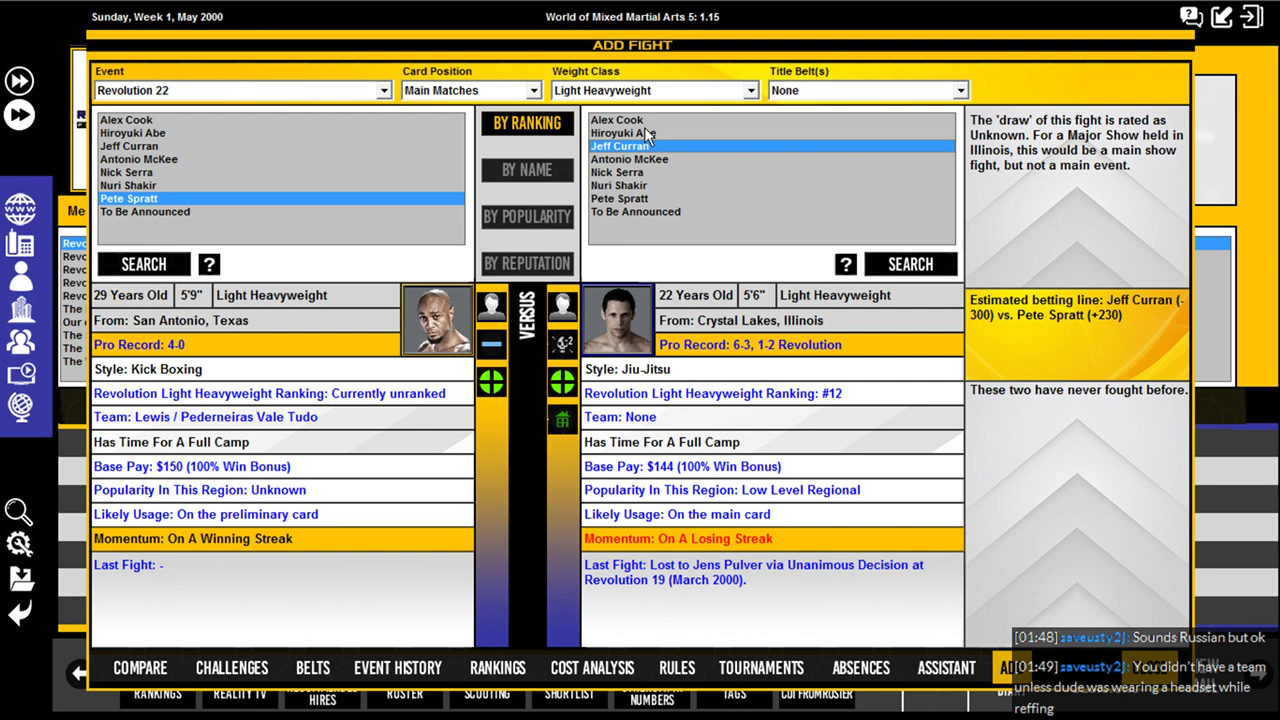 Sunday, Week 1, May 2000
World of Mixed Martial Arts 5: 1.15
ADD FIGHT
Event
Card Position
Weight Class
Title Belt(s)
Revolution 22
Main Matches
Light Heavyweight
None
Alex Cook
Hiroyuki Abe
Jeff Curran
Antonio McKee
Nick Serra
Nuri Shakir
Pete Spratt
To Be Announced
SEARCH
?
BY RANKING
BY NAME
BY POPULARITY
BY REPUTATION
Alex Cook
Hiroyuki Abe
Jeff Curran
Antonio McKee
Nick Serra
Nuri Shakir
Pete Spratt
To Be Announced
?
SEARCH
The 'draw' of this fight is rated as
Unknown. For a Major Show held in
Illinois, this would be a main show
fight, but not a main event.
29 Years Old
5'9"
Light Heavyweight
From: San Antonio, Texas
Pro Record: 4-0
Style: Kick Boxing
Revolution Light Heavyweight Ranking: Currently unranked
Team: Lewis / Pederneiras Vale Tudo
Has Time For A Full Camp
Base Pay: $150 (100% Win Bonus)
Popularity In This Region: Unknown
Likely Usage: On the preliminary card
Momentum: On A Winning Streak
Last Fight: -
VERSUS
22 Years Old
5'6"
Light Heavyweight
From: Crystal Lakes, Illinois
Pro Record: 6-3, 1-2 Revolution
Style: Jiu-Jitsu
Revolution Light Heavyweight Ranking: #12
Team: None
Has Time For A Full Camp
Base Pay: $144 (100% Win Bonus)
Popularity In This Region: Low Level Regional
Likely Usage: On the main card
Momentum: On A Losing Streak
Last Fight: Lost to Jens Pulver via Unanimous Decision at
Revolution 19 (March 2000).
Estimated betting line: Jeff Curran (-
300) vs. Pete Spratt (+230)
These two have never fought before.
[01:48] saveusty2j: Sounds Russian but ok
[01:49] saveusty2j: You didn't have a team
unless dude was wearing a headset while
reffing
COMPARE
CHALLENGES
BELTS
EVENT HISTORY
RANKINGS
COST ANALYSIS
RULES
TOURNAMENTS
ABSENCES
ASSISTANT
RANKINGS
REALITY TV
HIRES
ROSTER
SCOUTING
SHORTLIST
NUMBERS
TAGS